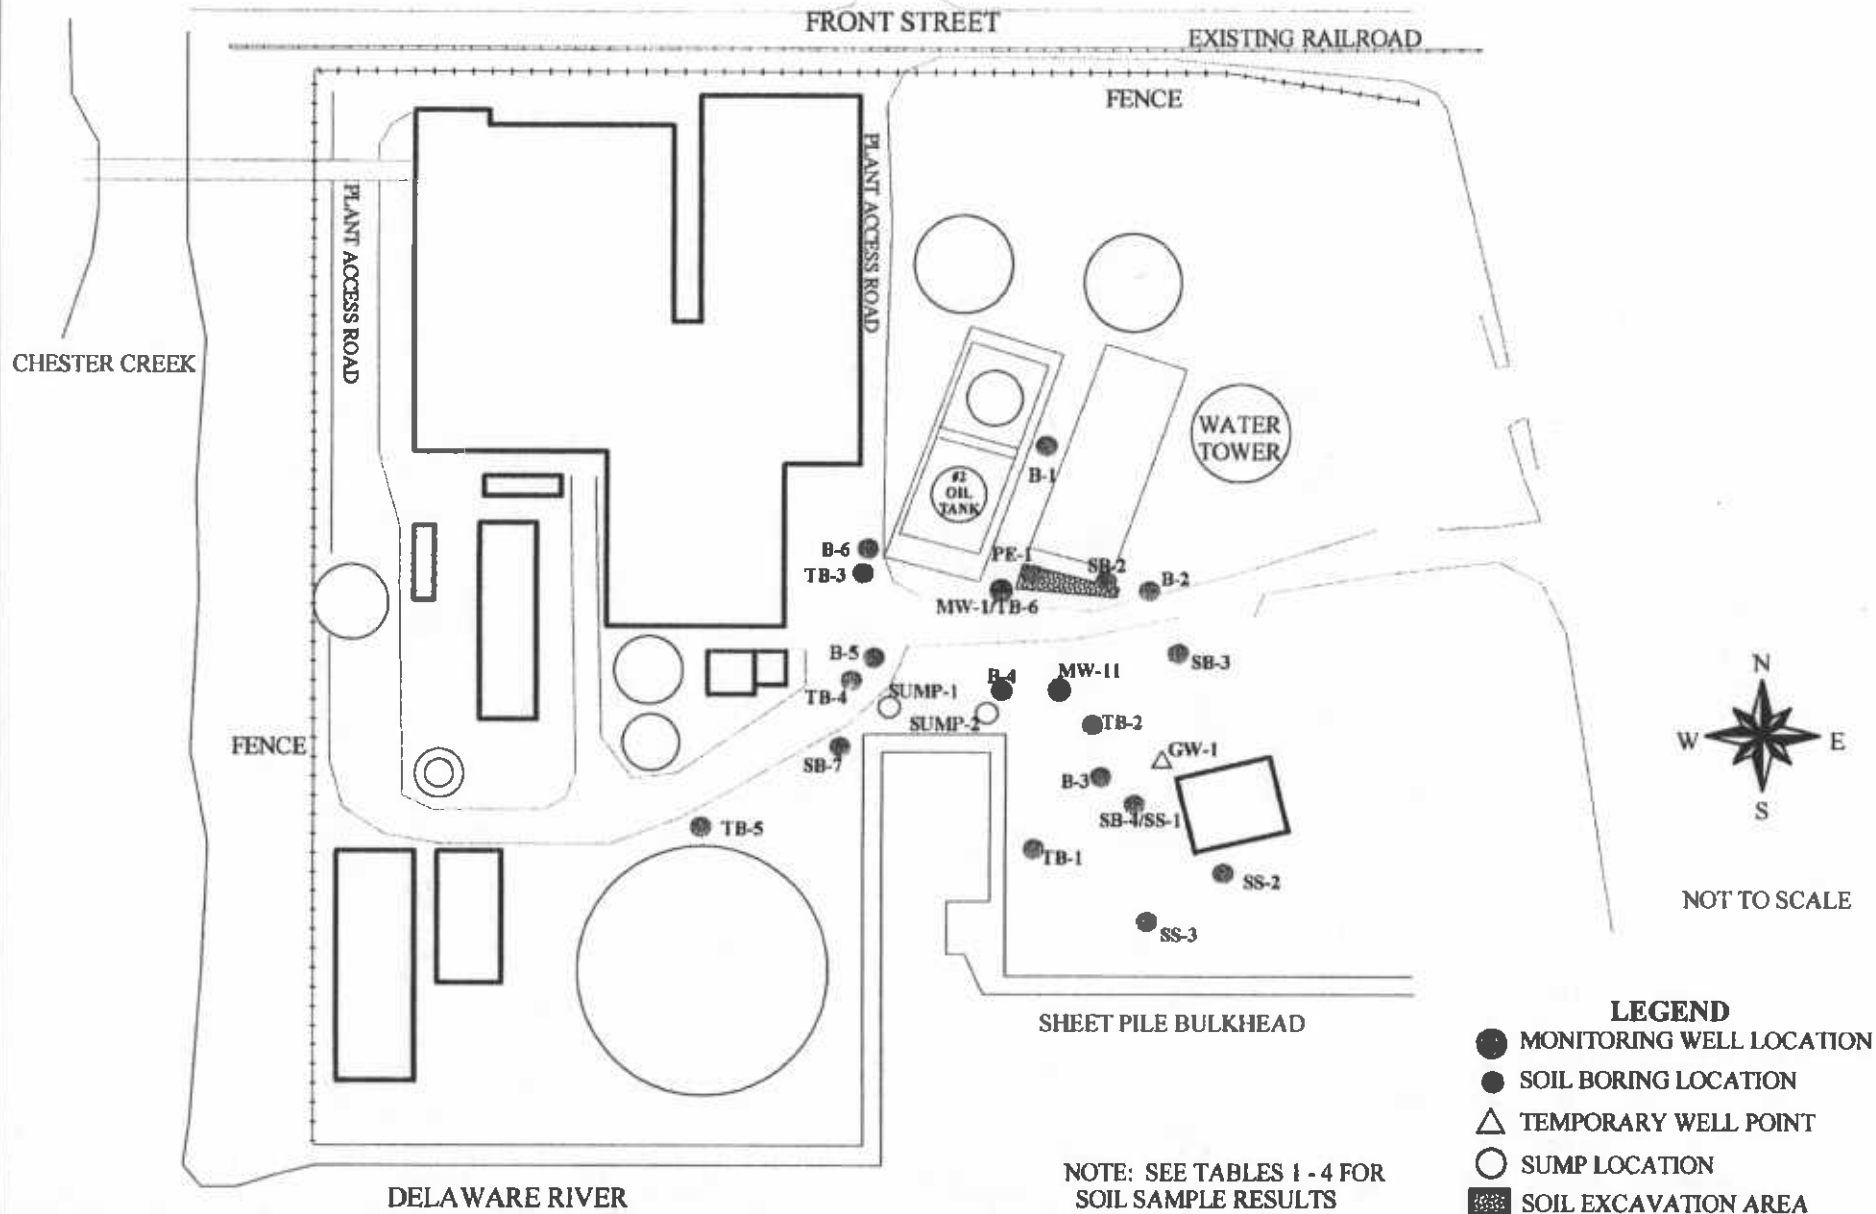 FRONT STREET
EXISTING RAILROAD
FENCE
PLANT ACCESS ROAD
PLANT ACCESS ROAD
CHESTER CREEK
WATER
TOWER
B-1
#2
OIL
TANK
B-6
PE-1
SB-2
TB-3
B-2
MW-1/TB-6
B-5
SB-3
B-4
MW-11
TB-4
SUMP-1
SUMP-2
TB-2
N
W
E
S
FENCE
SB-7
GW-1
B-3
SB-4/SS-1
TB-5
TB-1
SS-2
NOT TO SCALE
SS-3
SHEET PILE BULKHEAD
LEGEND
MONITORING WELL LOCATION
SOIL BORING LOCATION
TEMPORARY WELL POINT
SUMP LOCATION
SOIL EXCAVATION AREA
NOTE: SEE TABLES 1 - 4 FOR
SOIL SAMPLE RESULTS
DELAWARE RIVER